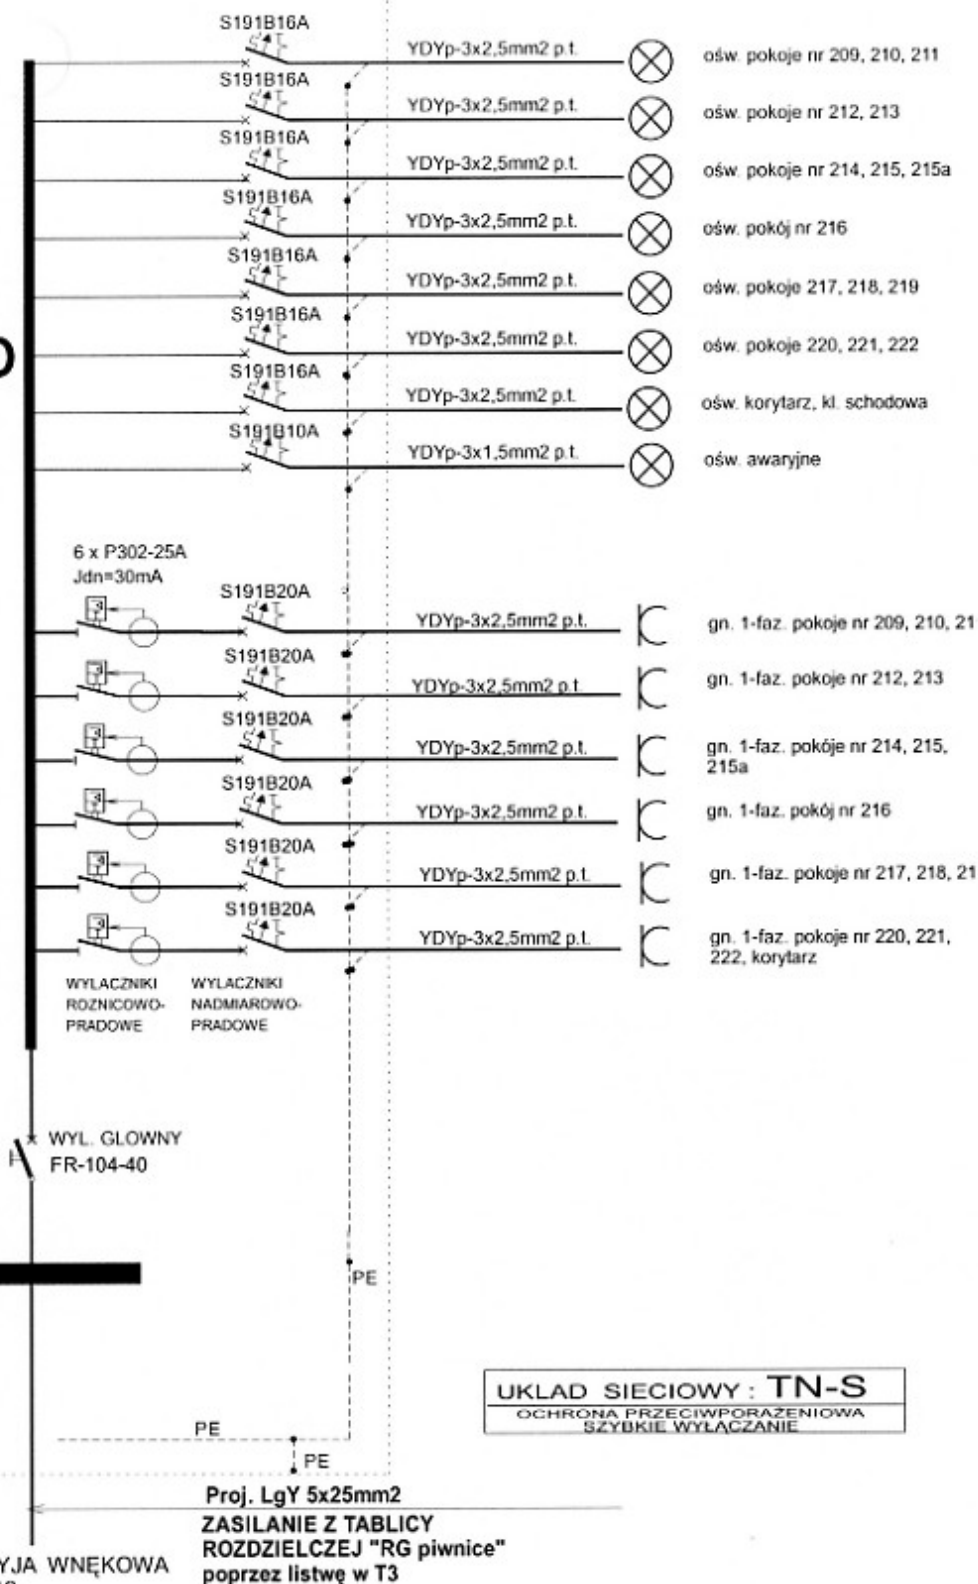 S191B16A
YDYp-3x2,5mm2 p.t.
ośw. pokoje nr 209, 210, 211
S191B16A
YDYp-3x2,5mm2 p.t.
ośw. pokoje nr 212, 213
S191B16A
YDYp-3x2,5mm2 p.t.
ośw. pokoje nr 214, 215, 215a
S191B16A
YDYp-3x2,5mm2 p.t.
ośw. pokój nr 216
S191B16A
YDYp-3x2,5mm2 p.t.
ośw. pokoje 217, 218, 219
S191B16A
YDYp-3x2,5mm2 p.t.
ośw. pokoje 220, 221, 222
S191B16A
YDYp-3x2,5mm2 p.t.
ośw. korytarz, kl. schodowa
S191B10A
YDYp-3x1,5mm2 p.t.
ośw. awaryjne
6 x P302-25A
Jdn=30mA
S191B20A
YDYp-3x2,5mm2 p.t.
gn. 1-faz. pokoje nr 209, 210, 21
S191B20A
YDYp-3x2,5mm2 p.t.
gn. 1-faz. pokoje nr 212, 213
S191B20A
YDYp-3x2,5mm2 p.t.
gn. 1-faz. pokóje nr 214, 215,
215a
S191B20A
YDYp-3x2,5mm2 p.t.
gn. 1-faz. pokój nr 216
S191B20A
YDYp-3x2,5mm2 p.t.
gn. 1-faz. pokoje nr 217, 218, 21
S191B20A
YDYp-3x2,5mm2 p.t.
gn. 1-faz. pokoje nr 220, 221,
222, korytarz
WYLACZNIKI
ROZNICOWO-
PRADOWE
WYLACZNIKI
NADMIAROWO-
PRADOWE
WYL. GLOWNY
FR-104-40
PE
UKLAD SIECIOWY : TN-S
OCHRONA PRZECIWPORAŻENIOWA
SZYBKIE WYŁĄCZANIE
PE
PE
Proj. LgY 5x25mm2
ZASILANIE Z TABLICY
ROZDZIELCZEJ "RG piwnice"
poprzez listwę w T3
YJA WNĘKOWA